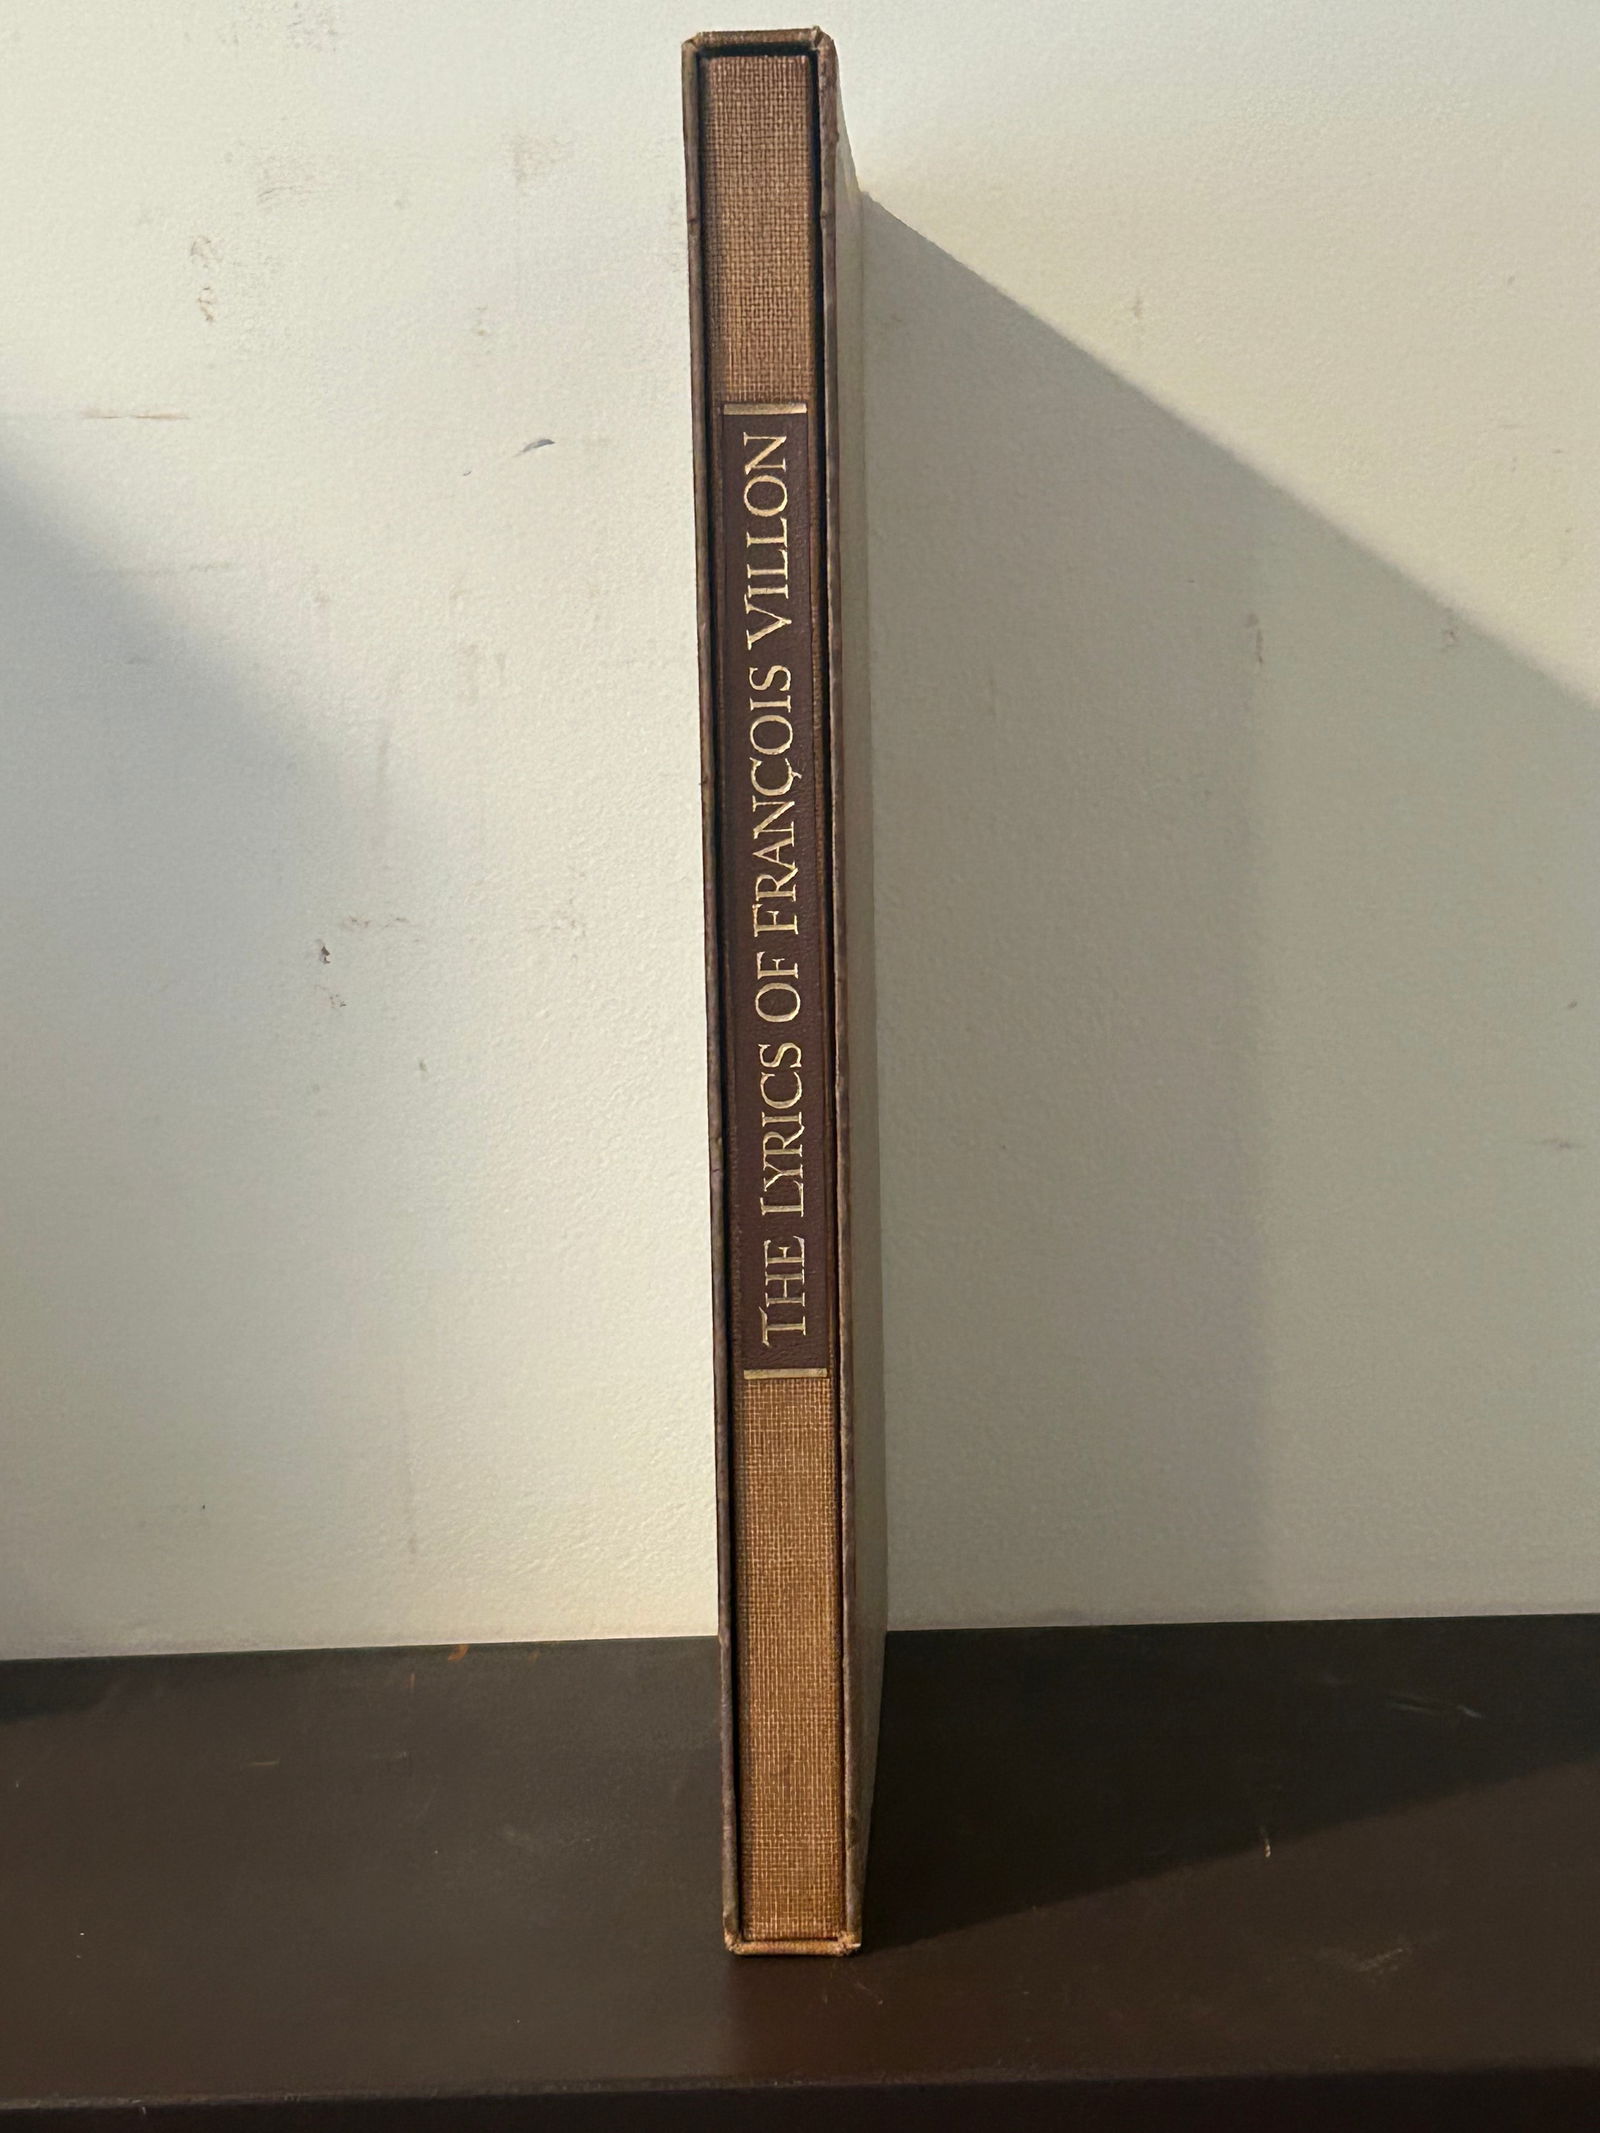 THE LYRICS OF FRANÇOIS VILLON